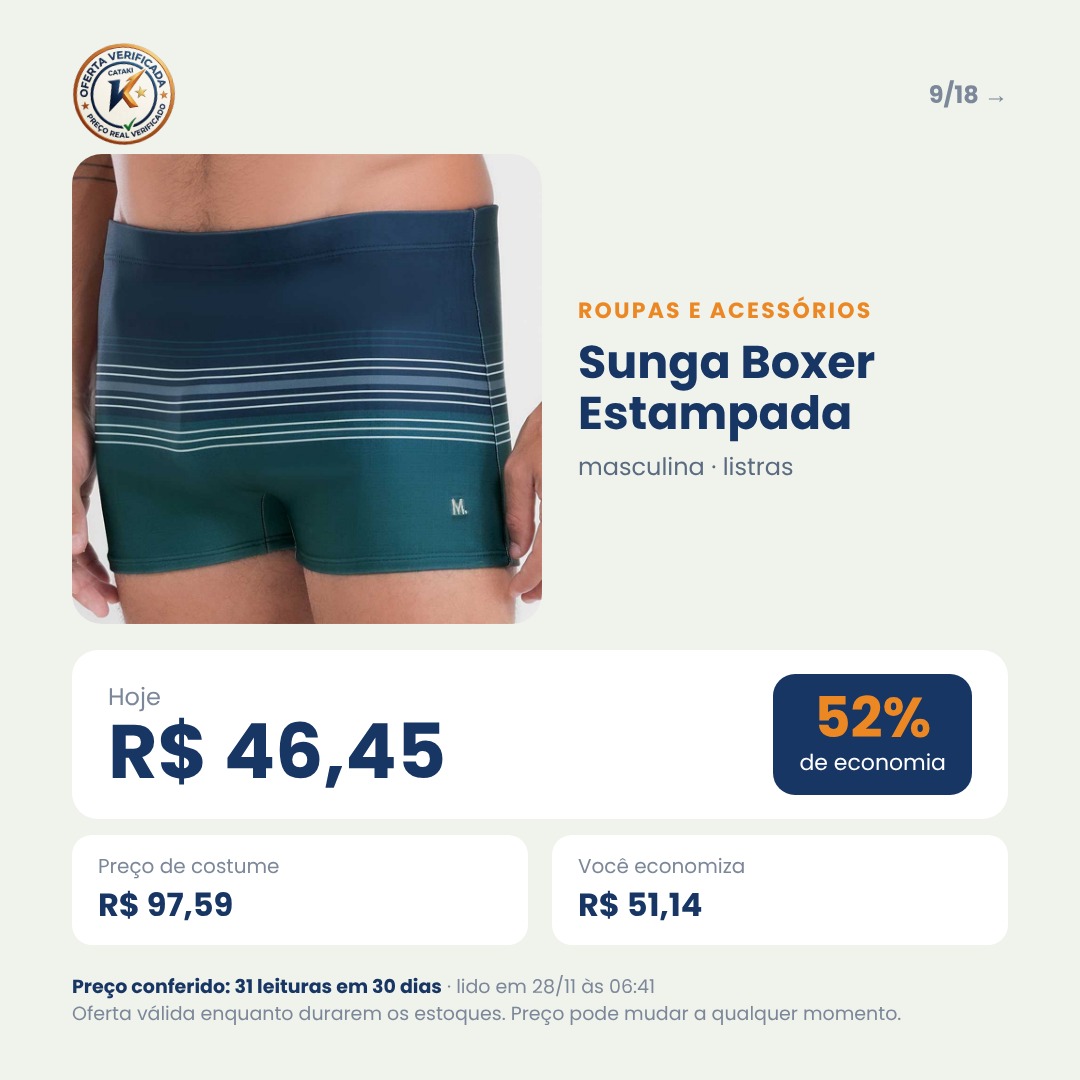 OFERTA VERIFICADA
CATAKI
K
PREÇO REAL VERIFICADO
9/18 →
M.
ROUPAS E ACESSÓRIOS
Sunga Boxer
Estampada
masculina · listras
Hoje
R$ 46,45
52%
de economia
Preço de costume
R$ 97,59
Você economiza
R$ 51,14
Preço conferido: 31 leituras em 30 dias · lido em 28/11 às 06:41
Oferta válida enquanto durarem os estoques. Preço pode mudar a qualquer momento.